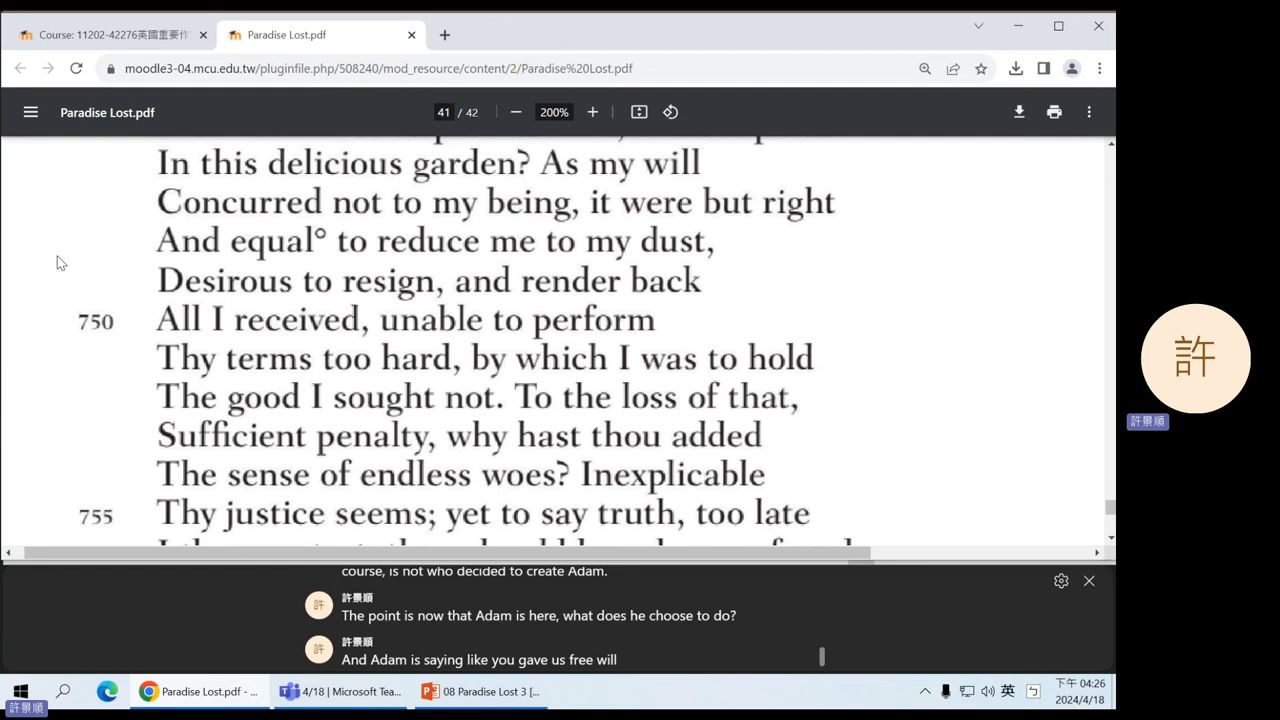 Course: 11202-42276英國重要作
Paradise Lost.pdf
moodle3-04.mcu.edu.tw/pluginfile.php/508240/mod_resource/content/2/Paradise%20Lost.pdf
Paradise Lost.pdf
41 / 42
200%
In this delicious garden? As my will
Concurred not to my being, it were but right
And equal° to reduce me to my dust,
Desirous to resign, and render back
750 All I received, unable to perform
Thy terms too hard, by which I was to hold
The good I sought not. To the loss of that,
Sufficient penalty, why hast thou added
The sense of endless woes? Inexplicable
755 Thy justice seems; yet to say truth, too late
許
許景順
course, is not who decided to create Adam.
許
許景順
The point is now that Adam is here, what does he choose to do?
許
許景順
And Adam is saying like you gave us free will
Paradise Lost.pdf - ...
4/18 | Microsoft Tea...
08 Paradise Lost 3 [...
英
下午 04:26
2024/4/18
許景順